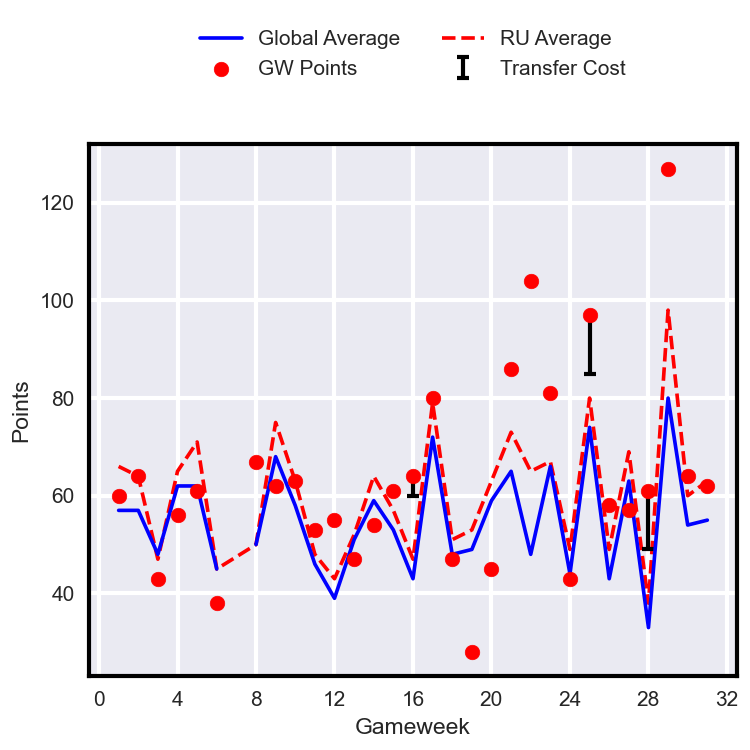 Global Average RU Average
GW Points Transfer Cost
120
100
80
60
40
Points
0 4 8 12 16 20 24 28 32
Gameweek